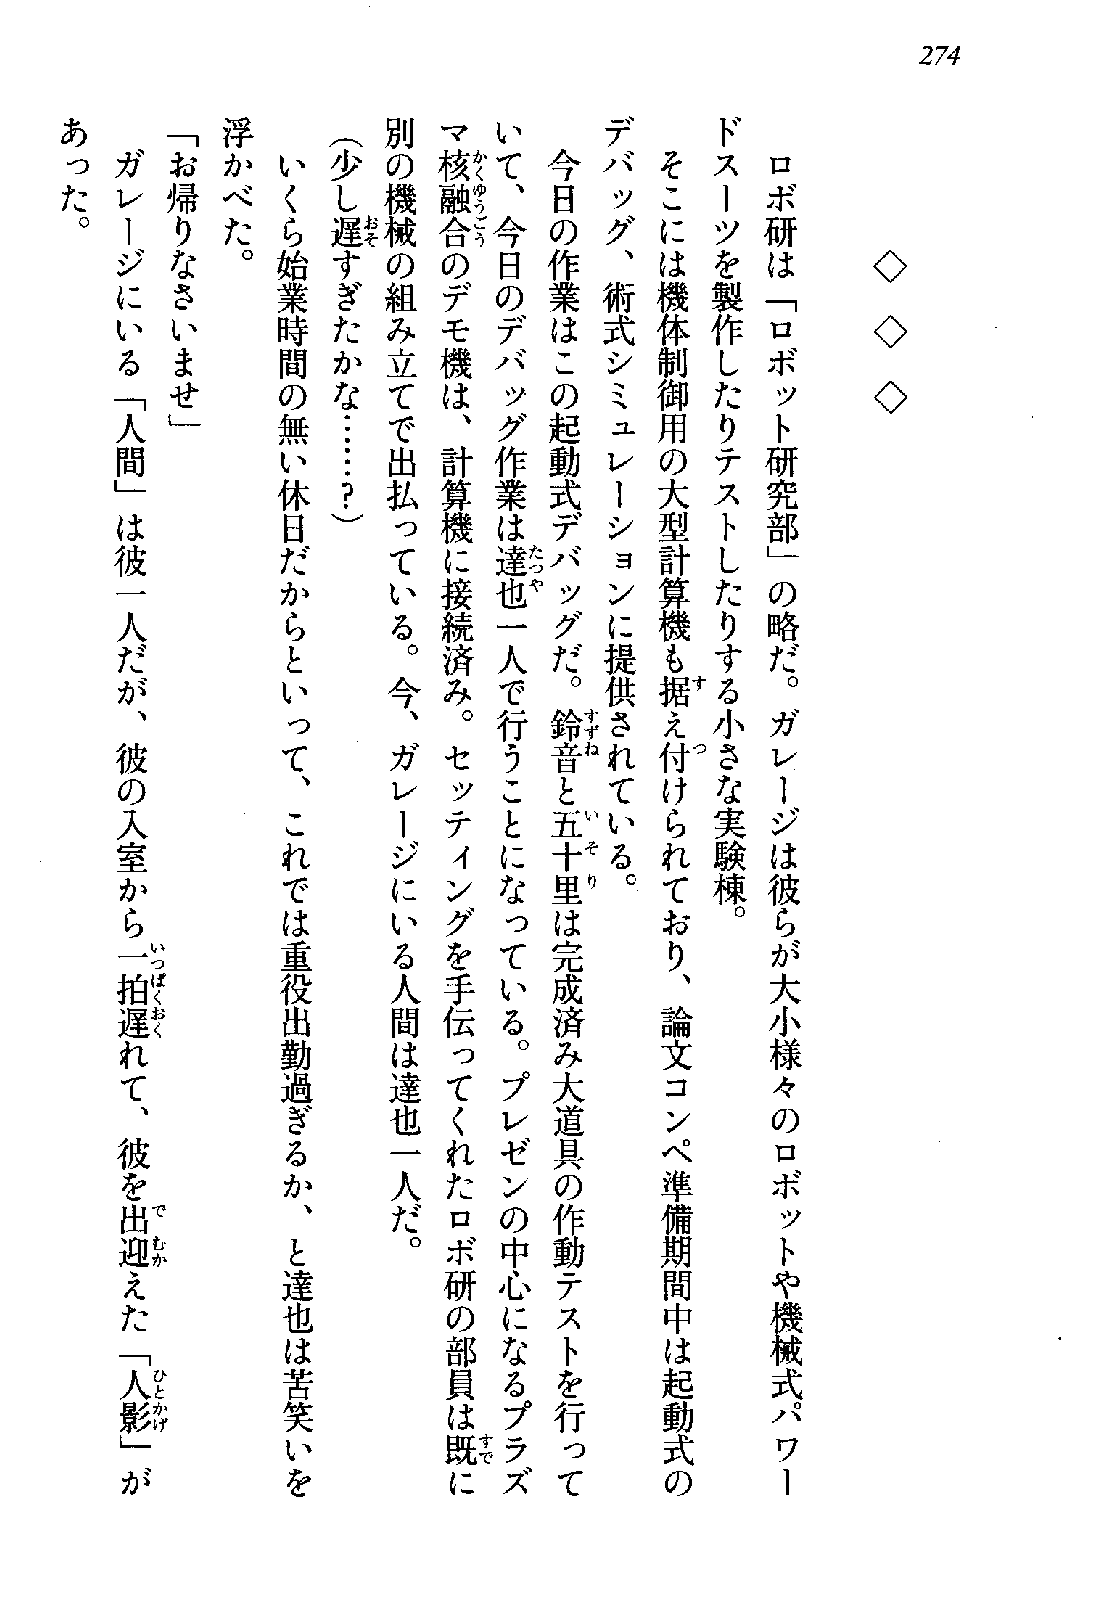 274
◇ ◇ ◇
　ロボ研は「ロボット研究部」の略だ。ガレージは彼らが大小様々のロボットや機械式パワー
ドスーツを製作したりテストしたりする小さな実験棟。
　そこには機体制御用の大型計算機も据え付けられており、論文コンペ準備期間中は起動式の
デバッグ、術式シミュレーションに提供されている。
　今日の作業はこの起動式デバッグだ。鈴音と五十里は完成済み大道具の作動テストを行って
いて、今日のデバッグ作業は達也一人で行うことになっている。プレゼンの中心になるプラズ
マ核融合のデモ機は、計算機に接続済み。セッティングを手伝ってくれたロボ研の部員は既に
別の機械の組み立てで出払っている。今、ガレージにいる人間は達也一人だ。
（少し遅すぎたかな……？）
　いくら始業時間の無い休日だからといって、これでは重役出勤過ぎるか、と達也は苦笑いを
浮かべた。
「お帰りなさいませ」
　ガレージにいる「人間」は彼一人だが、彼の入室から一拍遅れて、彼を出迎えた「人影」が
あった。